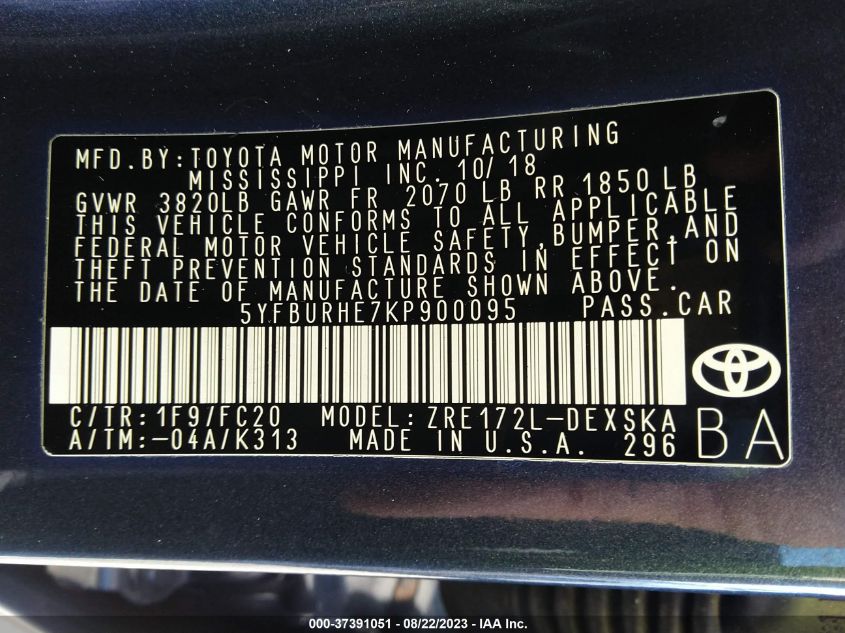 MFD.BY:TOYOTA MOTOR MANUFACTURING
MISSISSIPPI INC. 10/18
GVWR 3820LB GAWR FR 2070 LB RR 1850LB
THIS VEHICLE CONFORMS TO ALL APPLICABLE
FEDERAL MOTOR VEHICLE SAFETY,BUMPER,AND
THEFT PREVENTION STANDARDS IN EFFECT ON
THE DATE OF MANUFACTURE SHOWN ABOVE.
5YFBURHE7KP900095 PASS.CAR
C/TR:1F9/FC20 MODEL:ZRE172L-DEXSKA
A/TM:-04A/K313 MADE IN U.S.A. 296
BA
000-37391051 - 08/22/2023 - IAA Inc.